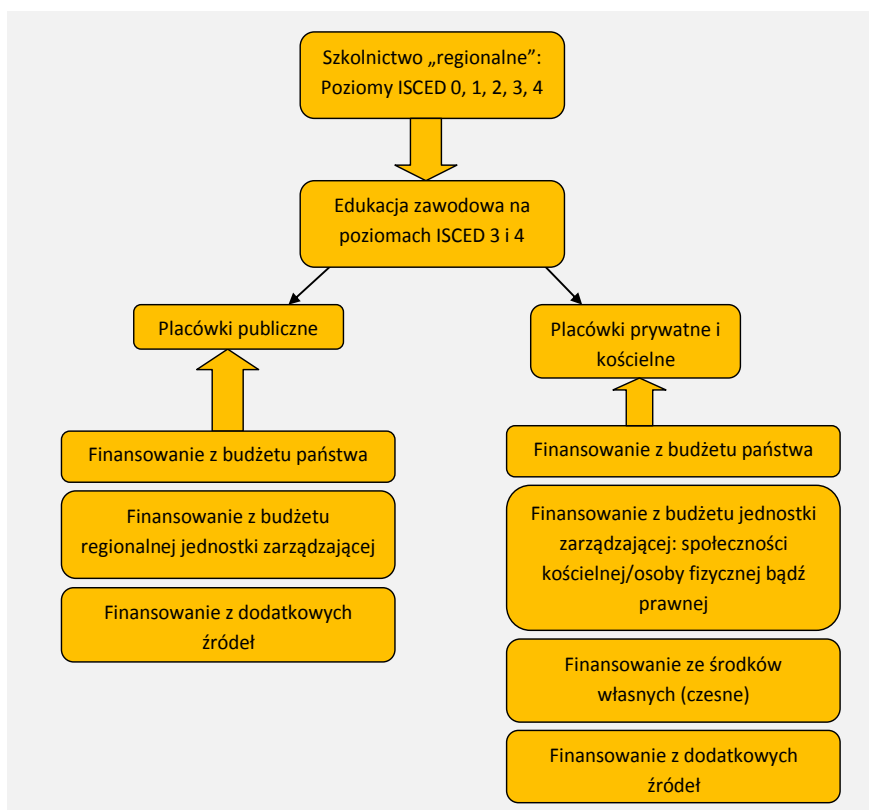 Szkolnictwo „regionalne”:
Poziomy ISCED 0, 1, 2, 3, 4
Edukacja zawodowa na
poziomach ISCED 3 i 4
Placówki publiczne
Placówki prywatne i
kościelne
Finansowanie z budżetu państwa
Finansowanie z budżetu
regionalnej jednostki zarządzającej
Finansowanie z dodatkowych
źródeł
Finansowanie z budżetu państwa
Finansowanie z budżetu jednostki
zarządzającej: społeczności
kościelnej/osoby fizycznej bądź
prawnej
Finansowanie ze środków
własnych (czesne)
Finansowanie z dodatkowych
źródeł